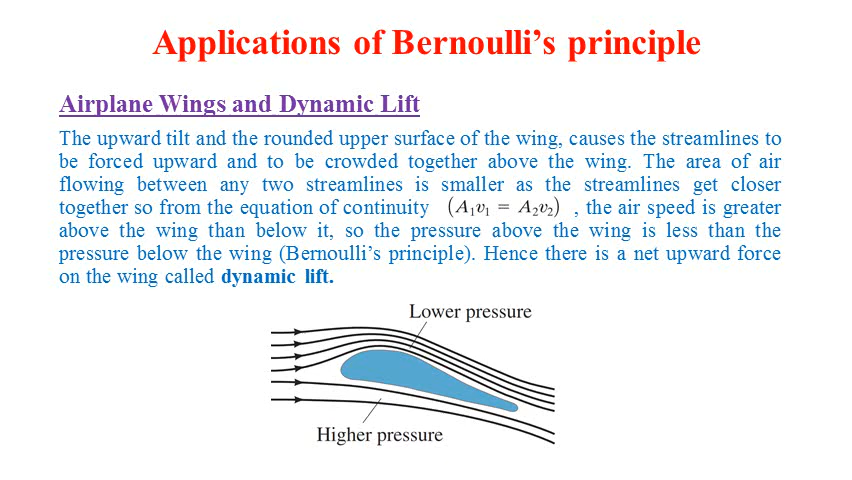 Applications of Bernoulli’s principle
Airplane Wings and Dynamic Lift
The upward tilt and the rounded upper surface of the wing, causes the streamlines to
be forced upward and to be crowded together above the wing. The area of air
flowing between any two streamlines is smaller as the streamlines get closer
together so from the equation of continuity (A₁v₁ = A₂v₂) , the air speed is greater
above the wing than below it, so the pressure above the wing is less than the
pressure below the wing (Bernoulli’s principle). Hence there is a net upward force
on the wing called dynamic lift.
Lower pressure
Higher pressure